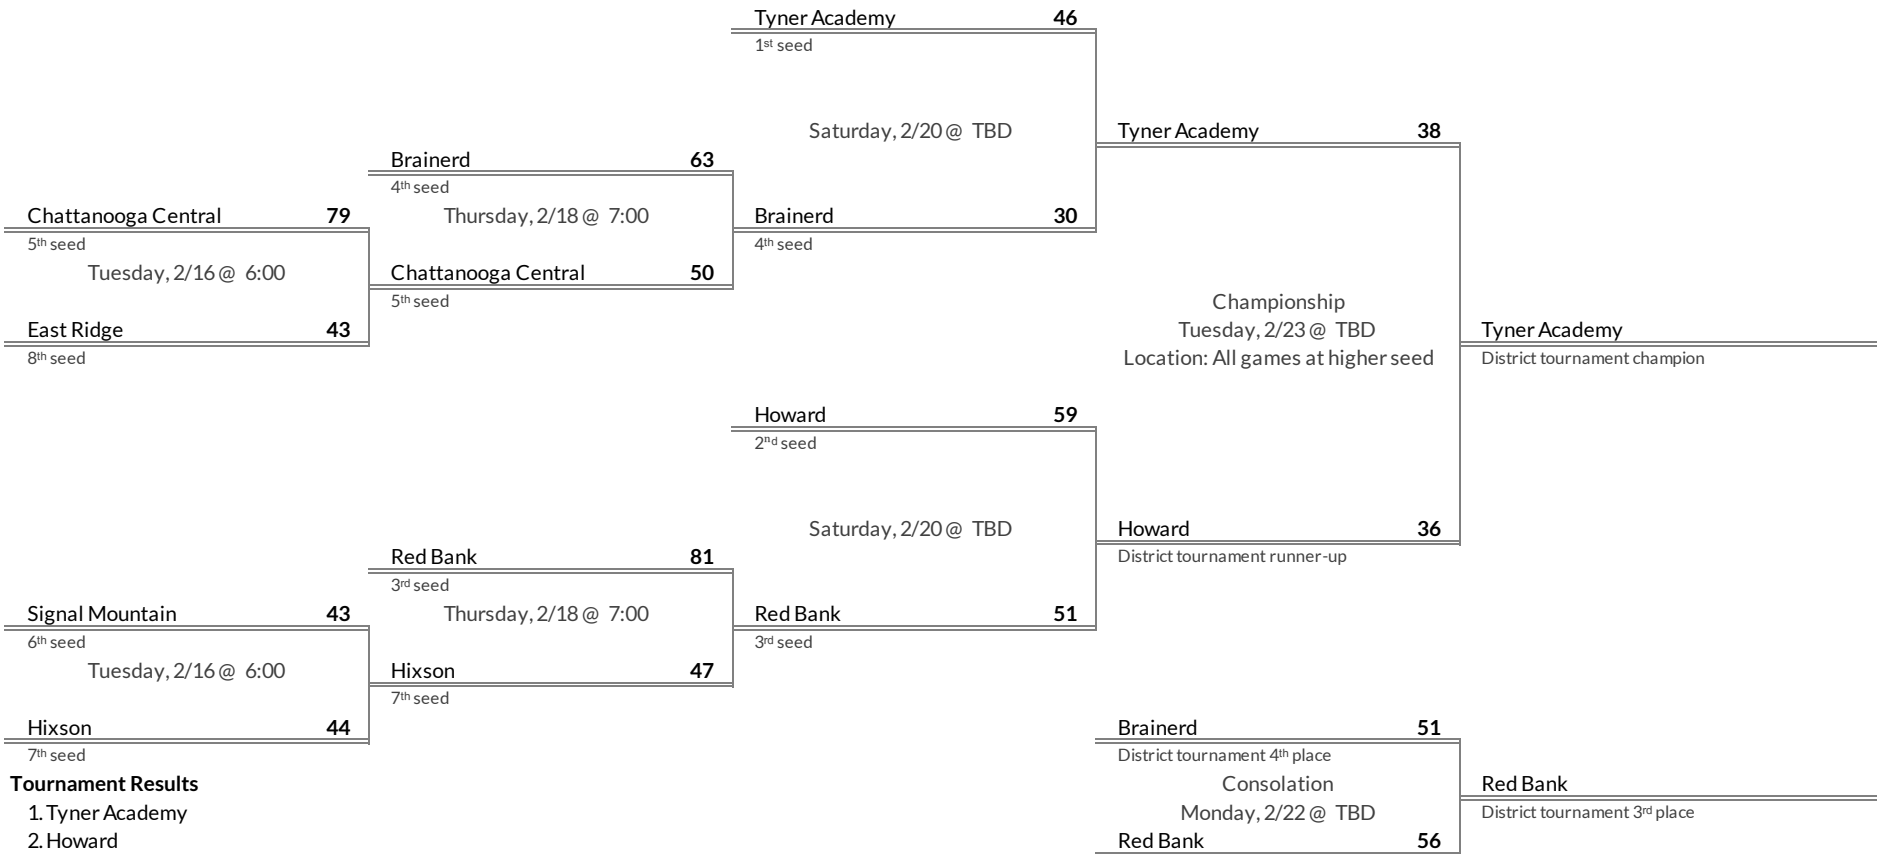 Tyner Academy 46
1st seed
Saturday, 2/20 @ TBD
Tyner Academy 38
Brainerd 63
4th seed
Chattanooga Central 79
Thursday, 2/18 @ 7:00
Brainerd 30
5th seed
4th seed
Tuesday, 2/16 @ 6:00
Chattanooga Central 50
5th seed
Championship
East Ridge 43
Tuesday, 2/23 @ TBD
Tyner Academy
8th seed
Location: All games at higher seed
District tournament champion
Howard 59
2nd seed
Saturday, 2/20 @ TBD
Howard 36
Red Bank 81
District tournament runner-up
3rd seed
Signal Mountain 43
Thursday, 2/18 @ 7:00
Red Bank 51
6th seed
3rd seed
Tuesday, 2/16 @ 6:00
Hixson 47
7th seed
Hixson 44
Brainerd 51
7th seed
District tournament 4th place
Tournament Results
Consolation
Red Bank
1. Tyner Academy
Monday, 2/22 @ TBD
District tournament 3rd place
2. Howard
Red Bank 56